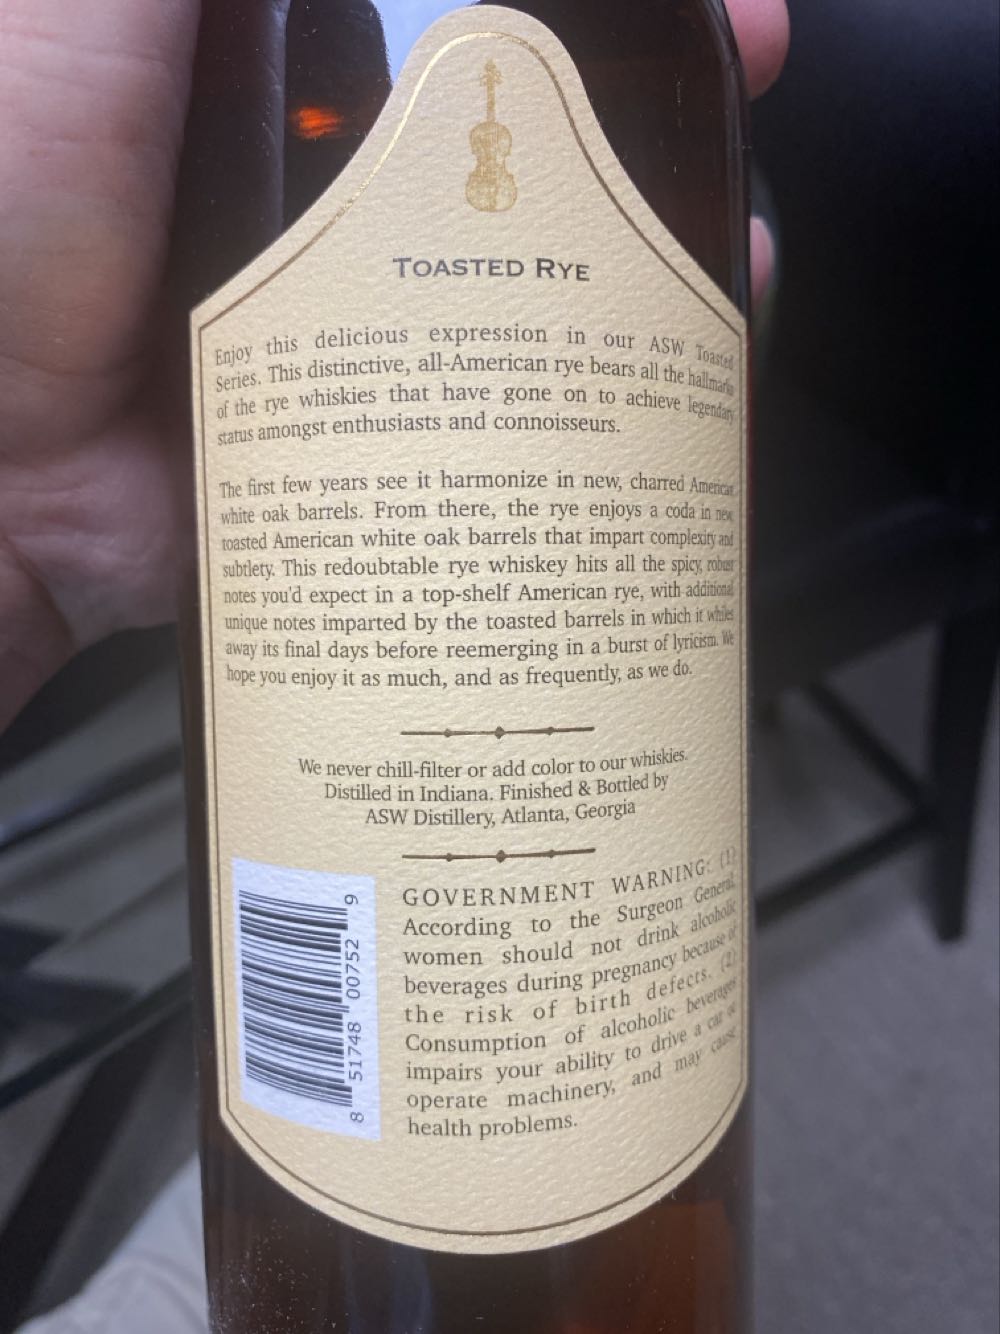 TOASTED RYE
Enjoy this delicious expression in our ASW Toasted
Series. This distinctive, all-American rye bears all the hallmarks
of the rye whiskies that have gone on to achieve legendary
status amongst enthusiasts and connoisseurs.
The first few years see it harmonize in new, charred American
white oak barrels. From there, the rye enjoys a coda in new,
toasted American white oak barrels that impart complexity and
subtlety. This redoubtable rye whiskey hits all the spicy, robust
notes you'd expect in a top-shelf American rye, with additional
unique notes imparted by the toasted barrels in which it whiles
away its final days before reemerging in a burst of lyricism. We
hope you enjoy it as much, and as frequently, as we do.
We never chill-filter or add color to our whiskies.
Distilled in Indiana. Finished & Bottled by
ASW Distillery, Atlanta, Georgia
GOVERNMENT WARNING: (1)
According to the Surgeon General,
women should not drink alcoholic
beverages during pregnancy because of
the risk of birth defects. (2)
Consumption of alcoholic beverages
impairs your ability to drive a car or
operate machinery, and may cause
health problems.
8 51748 00752 9